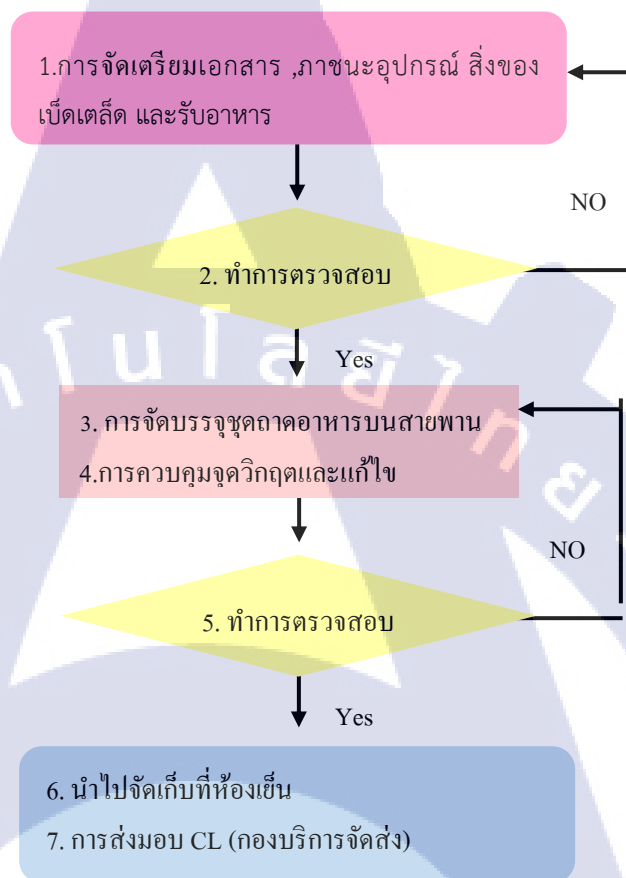 1.การจัดเตรียมเอกสาร ,ภาชนะอุปกรณ์ สิ่งของ
เบ็ดเตล็ด และรับอาหาร
NO
2. ทำการตรวจสอบ
Yes
3. การจัดบรรจุชุดถาดอาหารบนสายพาน
4.การควบคุมจุดวิกฤตและแก้ไข
NO
5. ทำการตรวจสอบ
Yes
6. นำไปจัดเก็บที่ห้องเย็น
7. การส่งมอบ CL (กองบริการจัดส่ง)